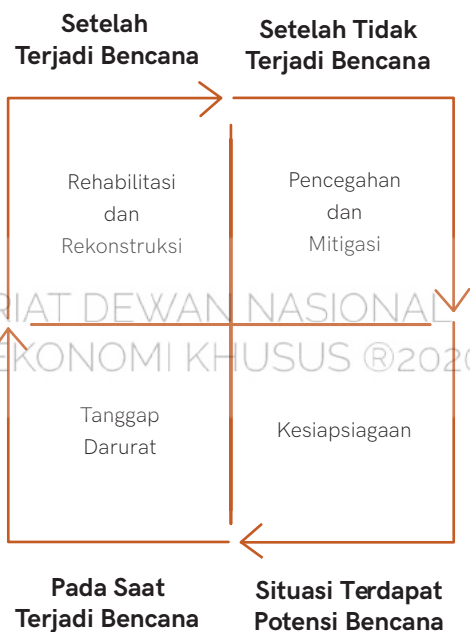 Setelah
Terjadi Bencana
Setelah Tidak
Terjadi Bencana
Rehabilitasi
dan
Rekonstruksi
Pencegahan
dan
Mitigasi
DEWAN NASIONAL
EKONOMI KHUSUS ®2020
Tanggap
Darurat
Kesiapsiagaan
Pada Saat
Terjadi Bencana
Situasi Terdapat
Potensi Bencana